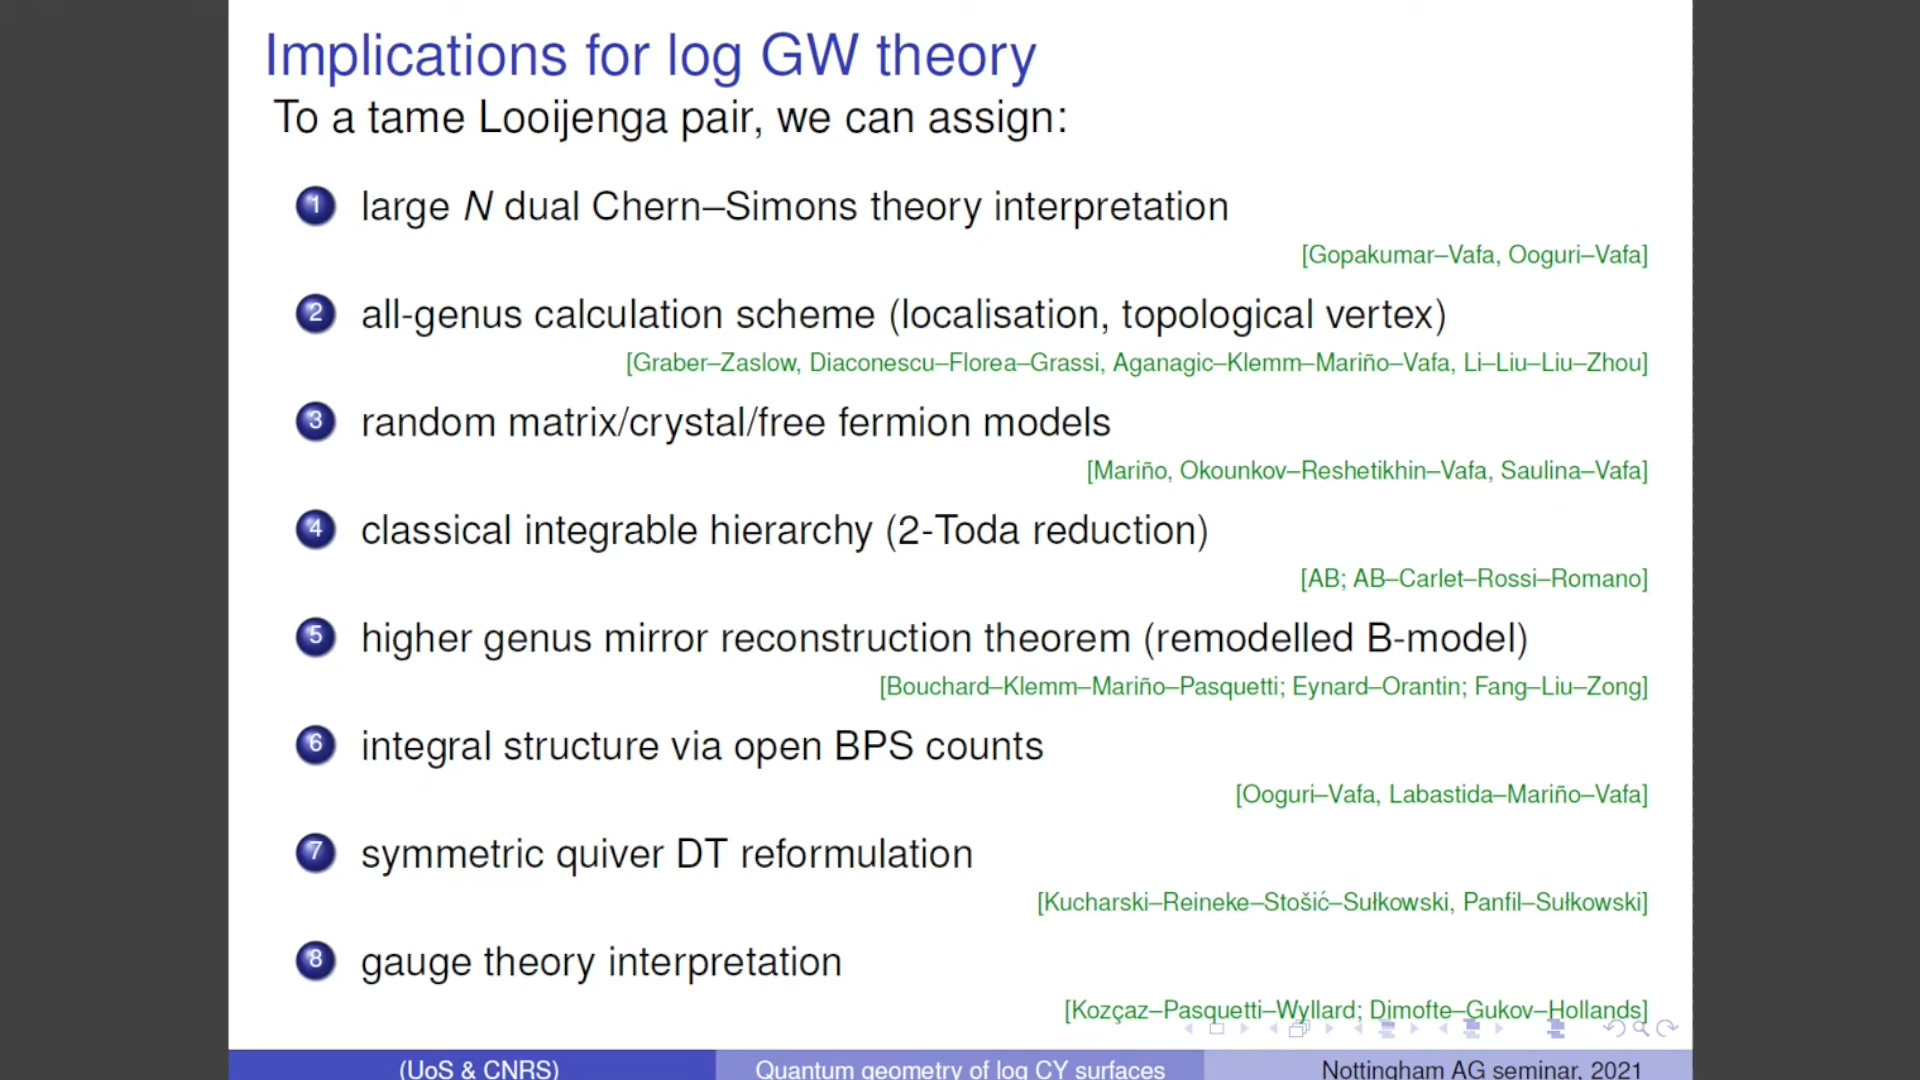 Implications for log GW theory
To a tame Looijenga pair, we can assign:
1 large N dual Chern–Simons theory interpretation
[Gopakumar–Vafa, Ooguri–Vafa]
2 all-genus calculation scheme (localisation, topological vertex)
[Graber–Zaslow, Diaconescu–Florea–Grassi, Aganagic–Klemm–Mariño–Vafa, Li–Liu–Liu–Zhou]
3 random matrix/crystal/free fermion models
[Mariño, Okounkov–Reshetikhin–Vafa, Saulina–Vafa]
4 classical integrable hierarchy (2-Toda reduction)
[AB; AB–Carlet–Rossi–Romano]
5 higher genus mirror reconstruction theorem (remodelled B-model)
[Bouchard–Klemm–Mariño–Pasquetti; Eynard–Orantin; Fang–Liu–Zong]
6 integral structure via open BPS counts
[Ooguri–Vafa, Labastida–Mariño–Vafa]
7 symmetric quiver DT reformulation
[Kucharski–Reineke–Stošić–Sułkowski, Panfil–Sułkowski]
8 gauge theory interpretation
[Kozçaz–Pasquetti–Wyllard; Dimofte–Gukov–Hollands]
(UoS & CNRS) Quantum geometry of log CY surfaces Nottingham AG seminar, 2021